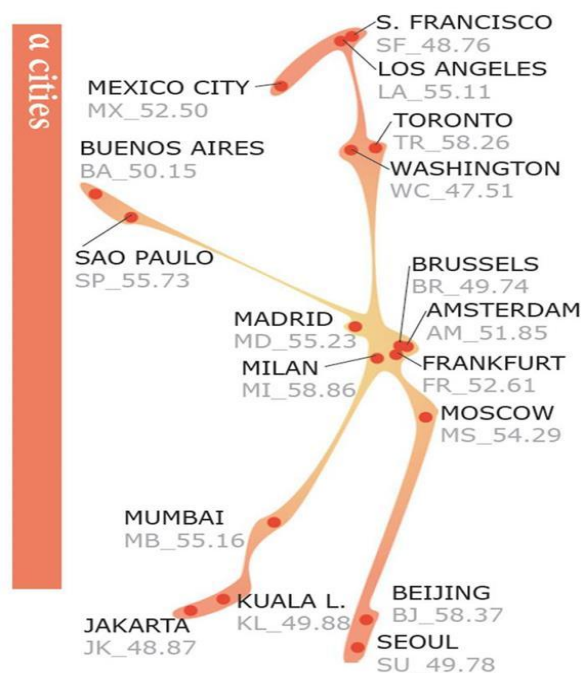 α cities
S. FRANCISCO
SF_48.76
LOS ANGELES
LA_55.11
MEXICO CITY
MX_52.50
TORONTO
TR_58.26
BUENOS AIRES
BA_50.15
WASHINGTON
WC_47.51
SAO PAULO
SP_55.73
BRUSSELS
BR_49.74
AMSTERDAM
AM_51.85
MADRID
MD_55.23
MILAN
MI_58.86
FRANKFURT
FR_52.61
MOSCOW
MS_54.29
MUMBAI
MB_55.16
BEIJING
BJ_58.37
KUALA L.
KL_49.88
JAKARTA
JK_48.87
SEOUL
SU_49.78